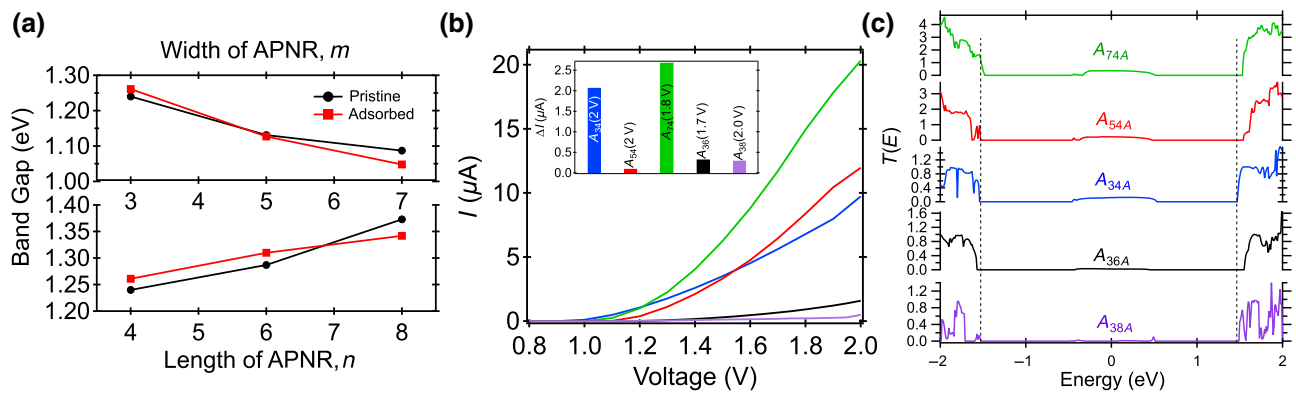 (a)
Width of APNR, m
1.30
1.25
1.20
1.15
1.10
1.05
1.00
Pristine
Adsorbed
3 4 5 6 7
Band Gap (eV)
1.40
1.35
1.30
1.25
1.20
4 5 6 7 8
Length of APNR, n
(b)
20
15
10
5
0
I (μA)
2.5
2.0
1.5
1.0
0.5
0.0
ΔI (μA)
A34(2 V)
A54(2 V)
A74(1.8 V)
A36(1.7 V)
A38(2.0 V)
0.8 1.0 1.2 1.4 1.6 1.8 2.0
Voltage (V)
(c)
T(E)
4
3
2
1
0
A74A
3
2
1
0
A54A
1.2
0.8
0.4
0.0
A34A
1.6
1.2
0.8
0.4
0.0
A36A
1.2
0.8
0.4
0.0
A38A
−2 −1 0 1 2
Energy (eV)